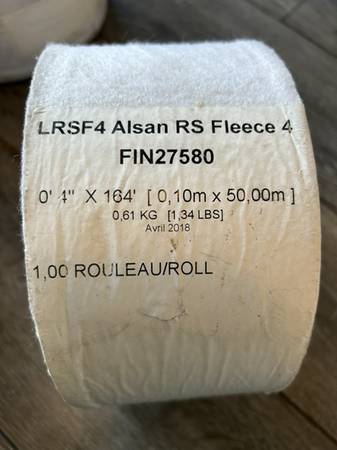 LRSF4 Alsan RS Fleece 4
FIN27580
0' 4" X 164' [ 0,10m x 50,00m ]
0,61 KG [1,34 LBS]
Avril 2018
1,00 ROULEAU/ROLL